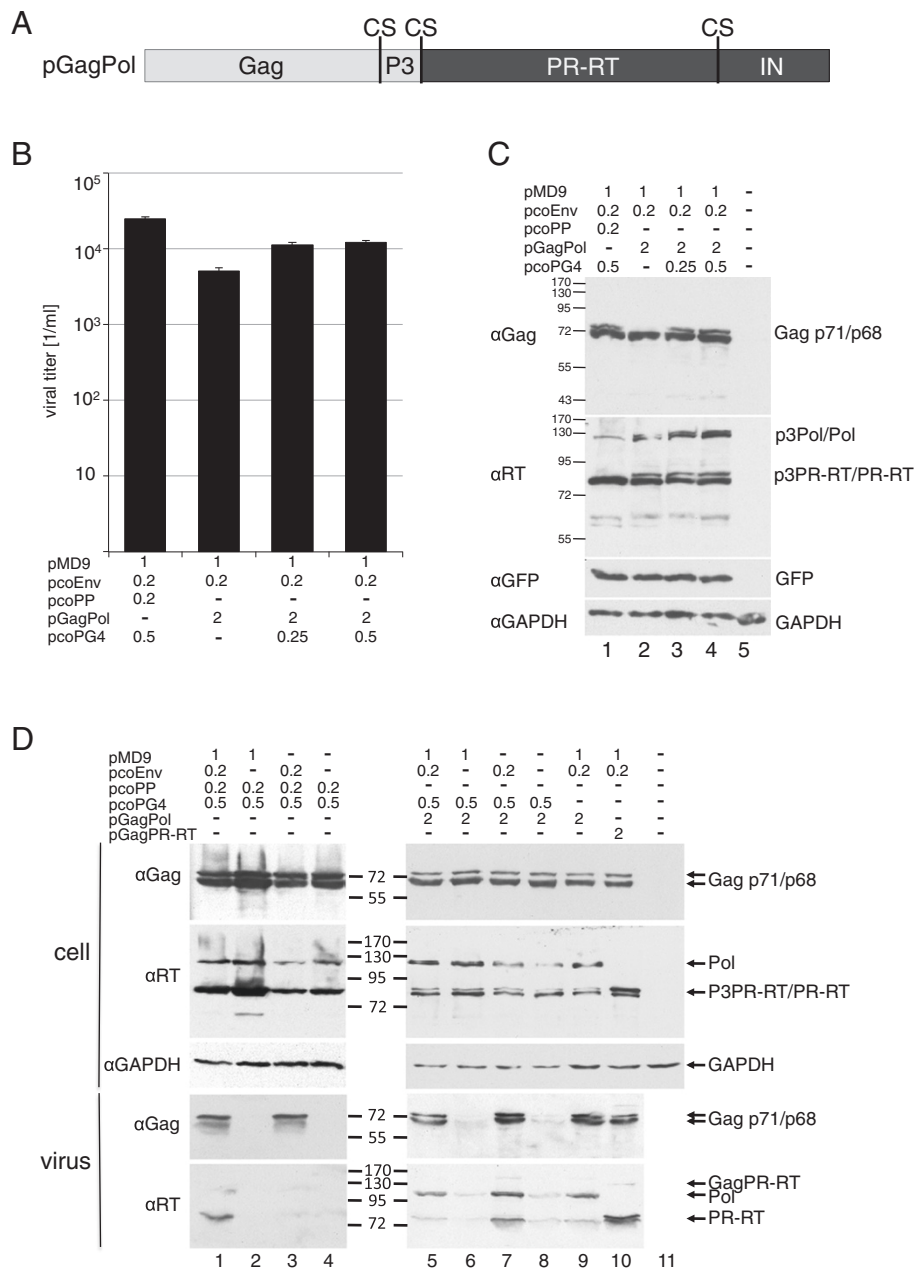 A
CS CS CS
pGagPol Gag P3 PR-RT IN
B
10^5
10^4
10^3
10^2
10
viral titer [1/ml]
pMD9 1 1 1 1
pcoEnv 0.2 0.2 0.2 0.2
pcoPP 0.2 - - -
pGagPol - 2 2 2
pcoPG4 0.5 - 0.25 0.5
C
pMD9 1 1 1 1 -
pcoEnv 0.2 0.2 0.2 0.2 -
pcoPP 0.2 - - - -
pGagPol - 2 2 2 -
pcoPG4 0.5 - 0.25 0.5 -
170
130
95
αGag 72 Gag p71/p68
55
43
170
130 p3Pol/Pol
95
αRT p3PR-RT/PR-RT
72
55
αGFP GFP
αGAPDH GAPDH
1 2 3 4 5
D
pMD9 1 1 - - 1 1 - - 1 1 -
pcoEnv 0.2 - 0.2 - 0.2 - 0.2 - 0.2 0.2 -
pcoPP 0.2 0.2 0.2 0.2 - - - - - - -
pcoPG4 0.5 0.5 0.5 0.5 0.5 0.5 0.5 0.5 - - -
pGagPol - - - - 2 2 2 2 2 - -
pGagPR-RT - - - - - - - - - 2 -
cell
αGag 72 Gag p71/p68
55
170
130 Pol
αRT 95 P3PR-RT/PR-RT
72
αGAPDH GAPDH
virus
αGag 72 Gag p71/p68
55
170
130 GagPR-RT
αRT 95 Pol
72 PR-RT
1 2 3 4 5 6 7 8 9 10 11